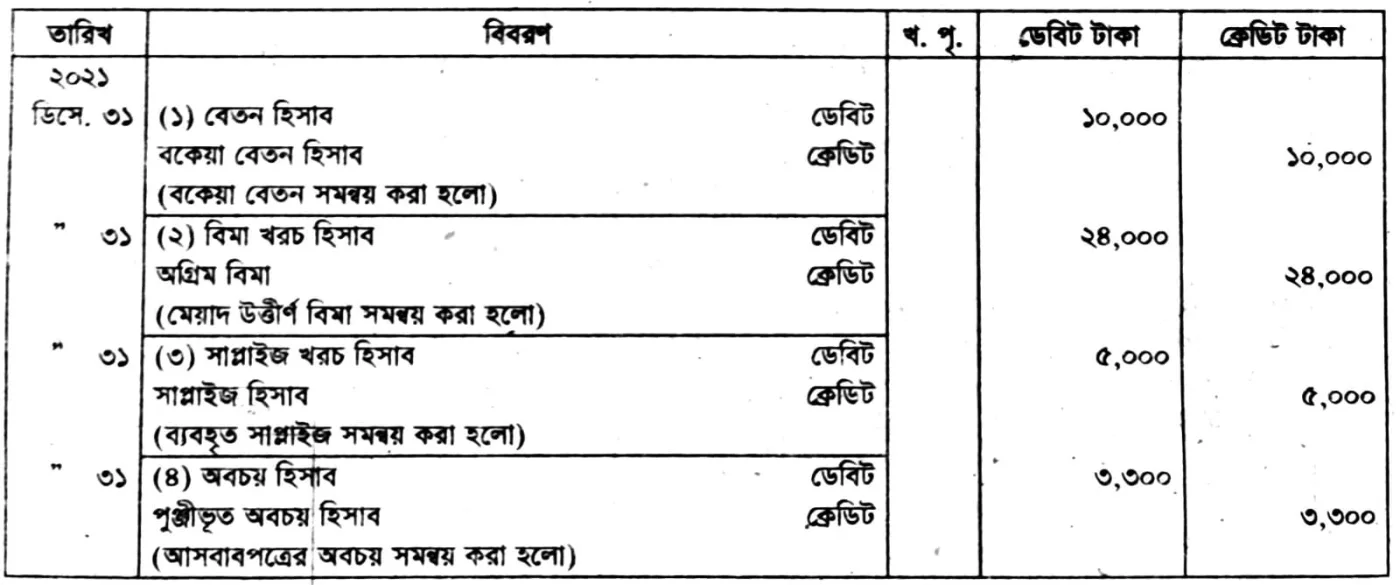 তারিখ বিবরণ খ. পৃ. ডেবিট টাকা ক্রেডিট টাকা
২০২১
ডিসে. ৩১ (১) বেতন হিসাব ডেবিট ১০,০০০
বকেয়া বেতন হিসাব ক্রেডিট ১০,০০০
(বকেয়া বেতন সমন্বয় করা হলো)
" ৩১ (২) বিমা খরচ হিসাব ডেবিট ২৪,০০০
অগ্রিম বিমা ক্রেডিট ২৪,০০০
(মেয়াদ উত্তীর্ণ বিমা সমন্বয় করা হলো)
" ৩১ (৩) সাপ্লাইজ খরচ হিসাব ডেবিট ৫,০০০
সাপ্লাইজ হিসাব ক্রেডিট ৫,০০০
(ব্যবহৃত সাপ্লাইজ সমন্বয় করা হলো)
" ৩১ (৪) অবচয় হিসাব ডেবিট ৩,৩০০
পুঞ্জীভূত অবচয় হিসাব ক্রেডিট ৩,৩০০
(আসবাবপত্রের অবচয় সমন্বয় করা হলো)